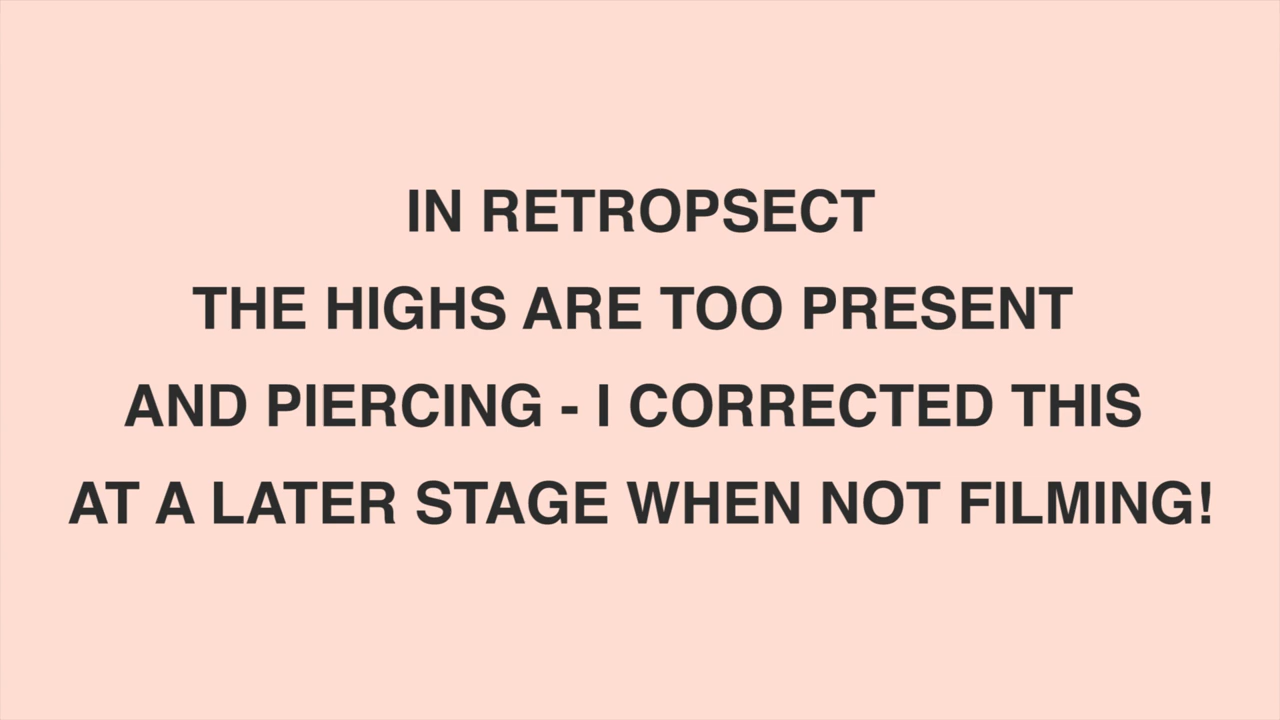 IN RETROPSECT
THE HIGHS ARE TOO PRESENT
AND PIERCING - I CORRECTED THIS
AT A LATER STAGE WHEN NOT FILMING!